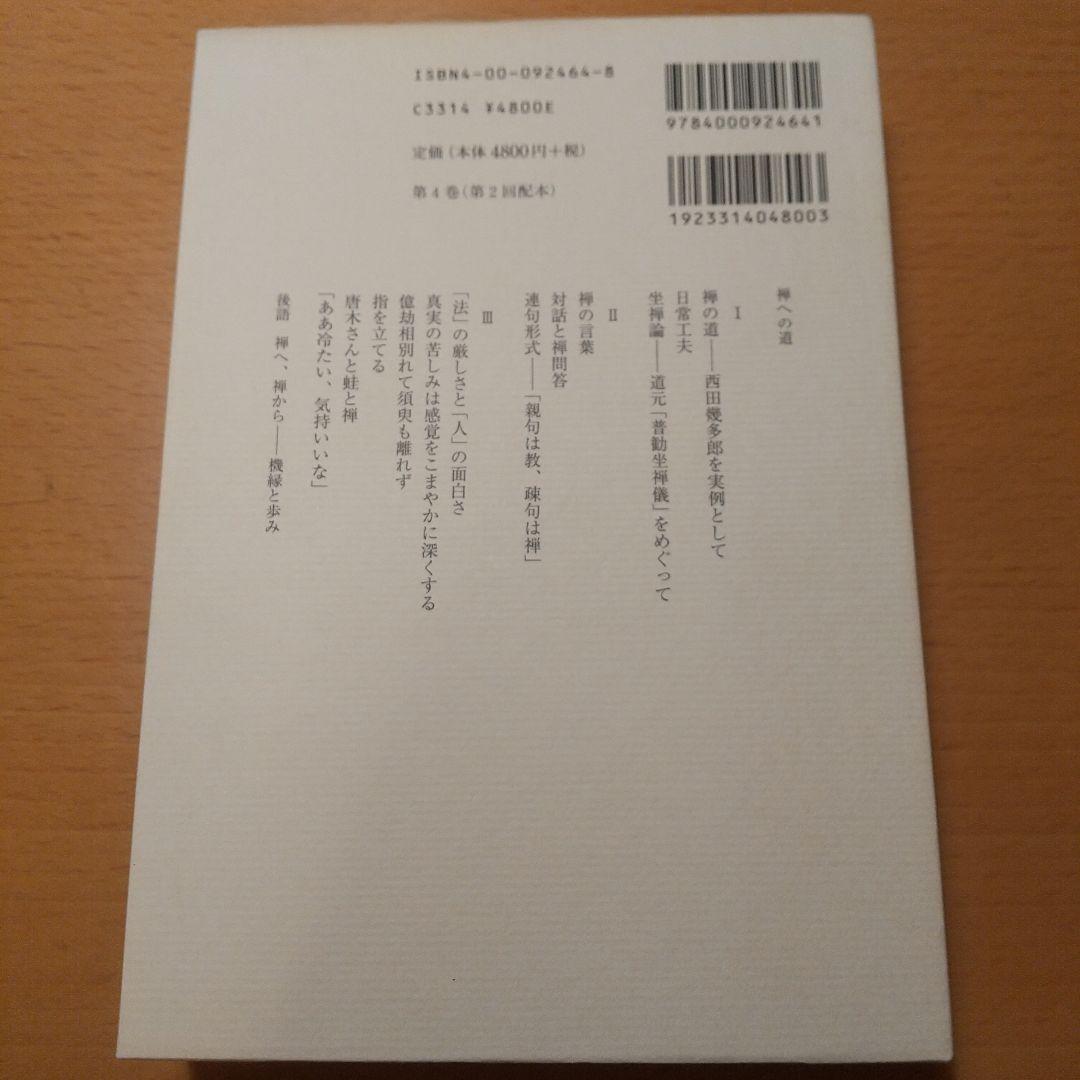 ISBN4-00-092464-8
C3314 ¥4800E
定価(本体4800円+税)
第4巻(第2回配本)
9784000924641
1923314048003
禅への道
Ⅰ
禅の道――西田幾多郎を実例として
日常工夫
坐禅論――道元「普勧坐禅儀」をめぐって
Ⅱ
禅の言葉
対話と禅問答
連句形式――「親句は教、疎句は禅」
Ⅲ
「法」の厳しさと「人」の面白さ
真実の苦しみは感覚をこまやかに深くする
億劫相別れて須臾も離れず
指を立てる
唐木さんと蛙と禅
「ああ冷たい、気持いいな」
後語 禅へ、禅から――機縁と歩み